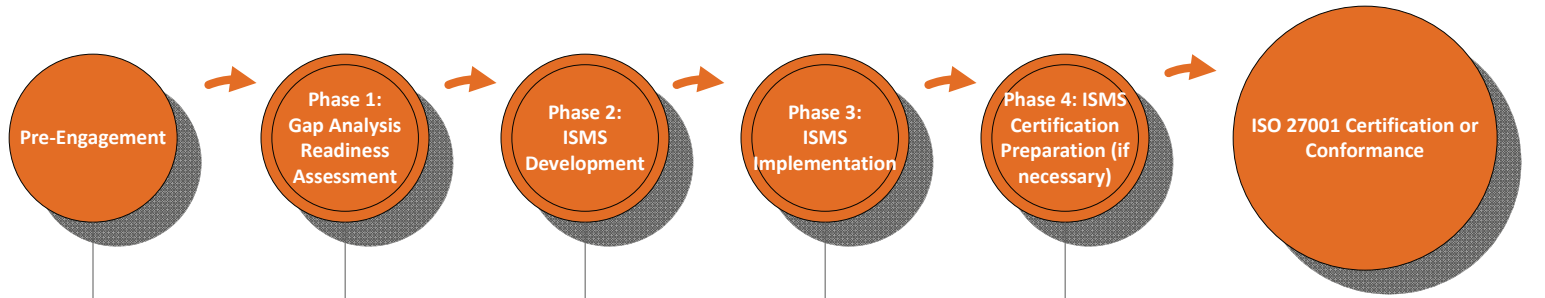 Pre-Engagement
Phase 1:
Gap Analysis
Readiness
Assessment
Phase 2:
ISMS
Development
Phase 3:
ISMS
Implementation
Phase 4: ISMS
Certification
Preparation (if
necessary)
ISO 27001 Certification or
Conformance